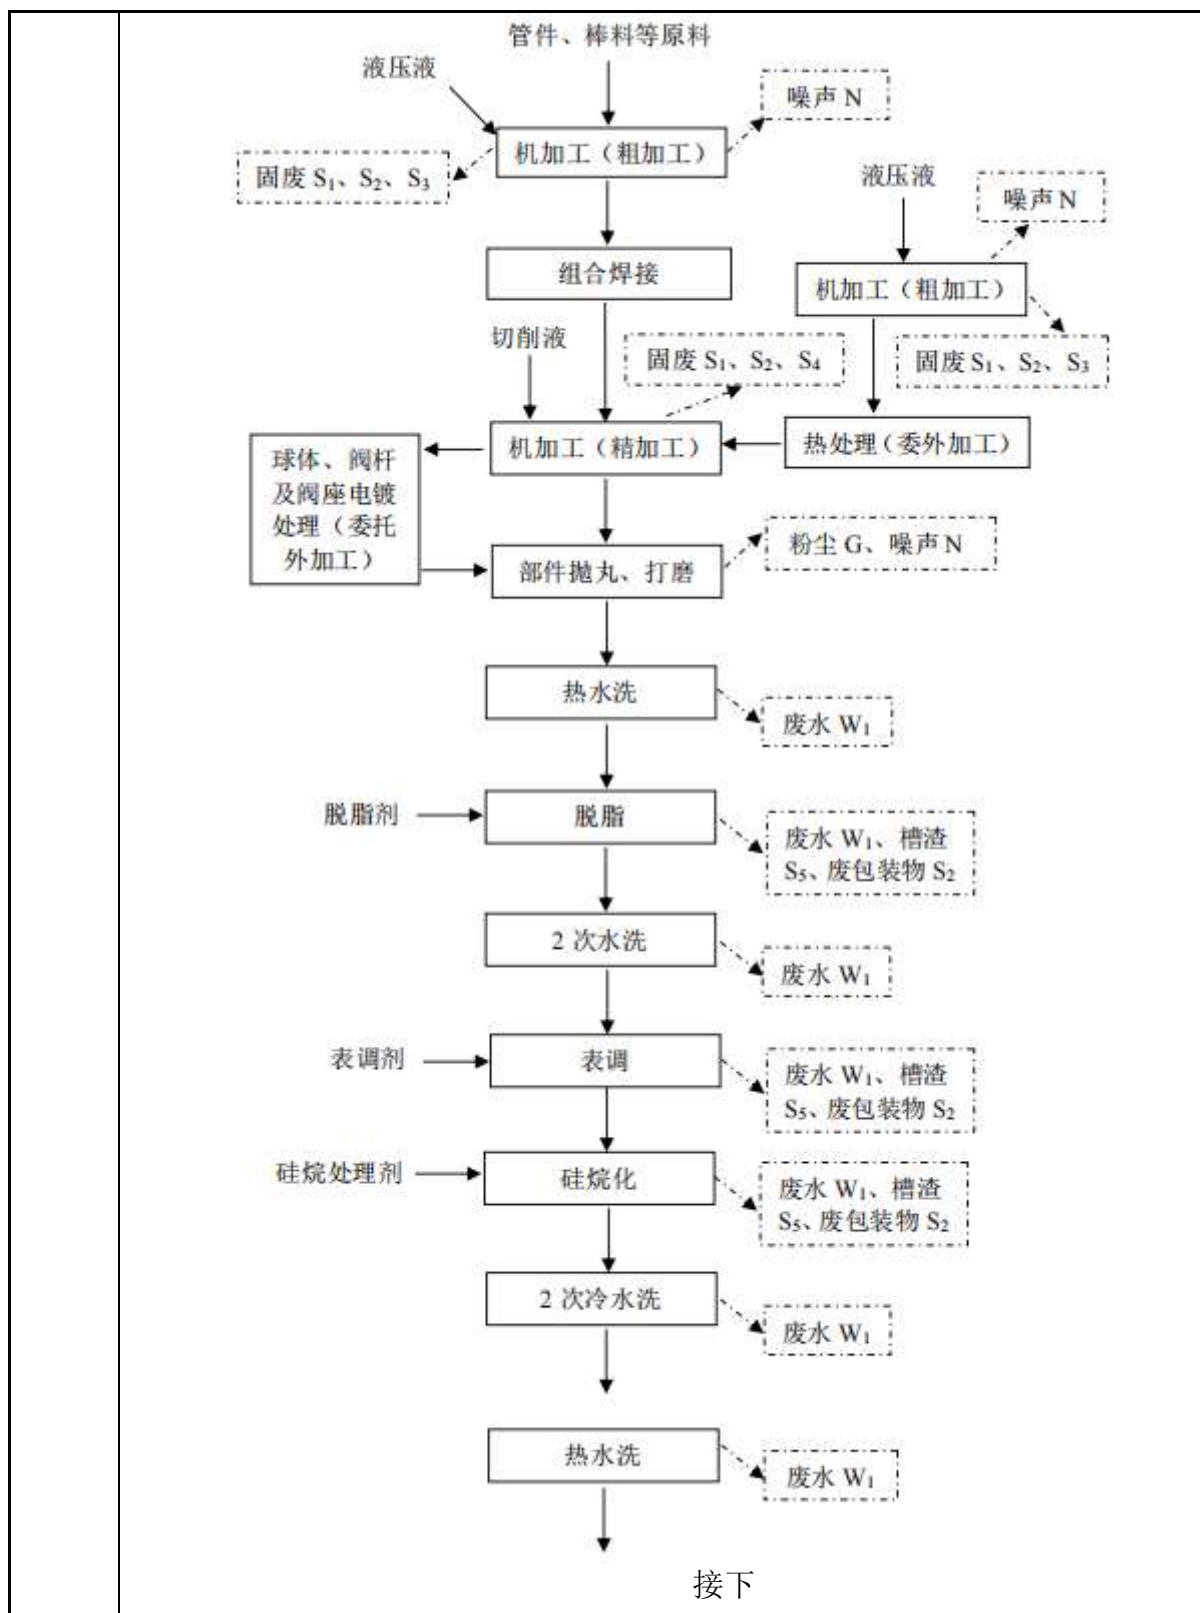 管件、棒料等原料
液压液
噪声 N
机加工（粗加工）
固废 S₁、S₂、S₃
液压液
噪声 N
组合焊接
机加工（粗加工）
切削液
固废 S₁、S₂、S₄
固废 S₁、S₂、S₃
机加工（精加工）
热处理（委外加工）
球体、阀杆
及阀座电镀
处理（委托
外加工）
粉尘 G、噪声 N
部件抛丸、打磨
热水洗
废水 W₁
脱脂剂
脱脂
废水 W₁、槽渣
S₅、废包装物 S₂
2 次水洗
废水 W₁
表调剂
表调
废水 W₁、槽渣
S₅、废包装物 S₂
硅烷处理剂
硅烷化
废水 W₁、槽渣
S₅、废包装物 S₂
2 次冷水洗
废水 W₁
热水洗
废水 W₁
接下